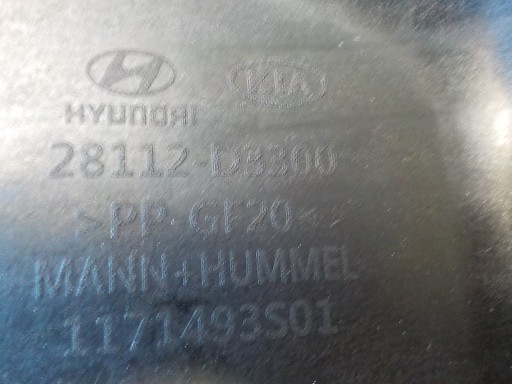 HYUNDAI KIA
28112-D3300
>PP-GF20<
MANN+HUMMEL
1171493S01